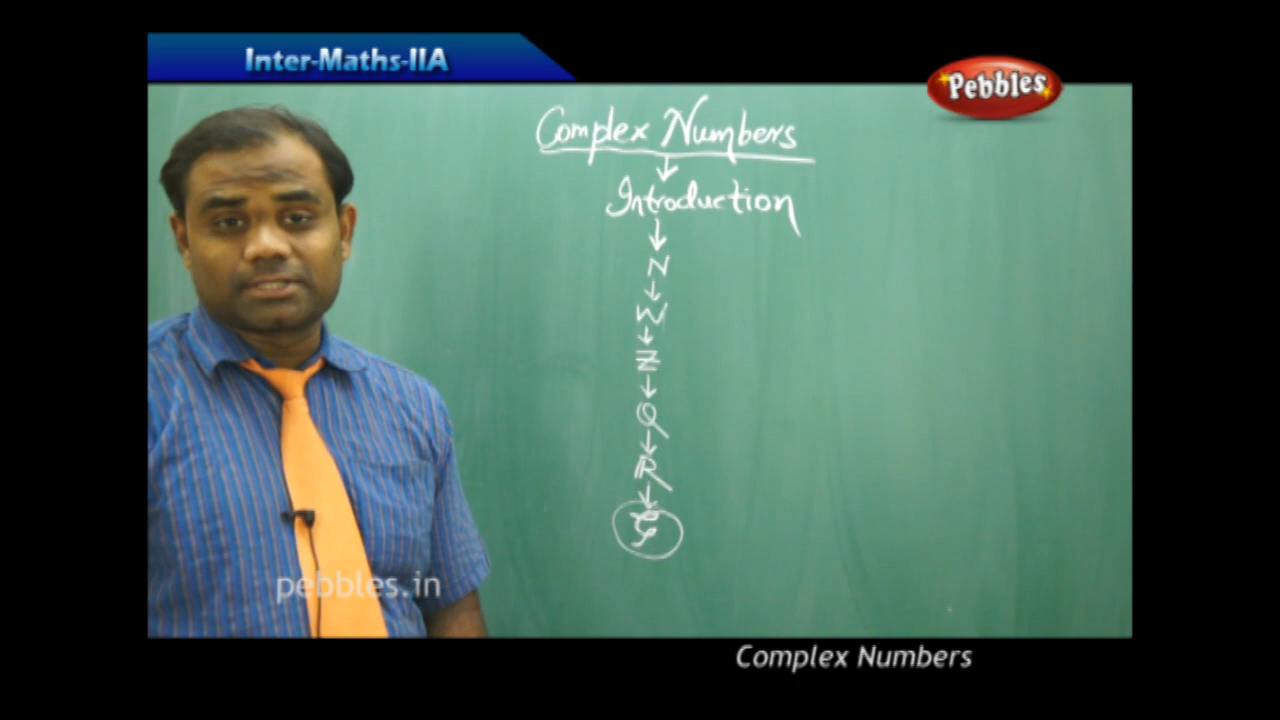 Inter-Maths-IIA
Pebbles
Complex Numbers
↓
Introduction
↓
N
↓
W
↓
Z
↓
Q
↓
R
↓
pebbles.in
Complex Numbers